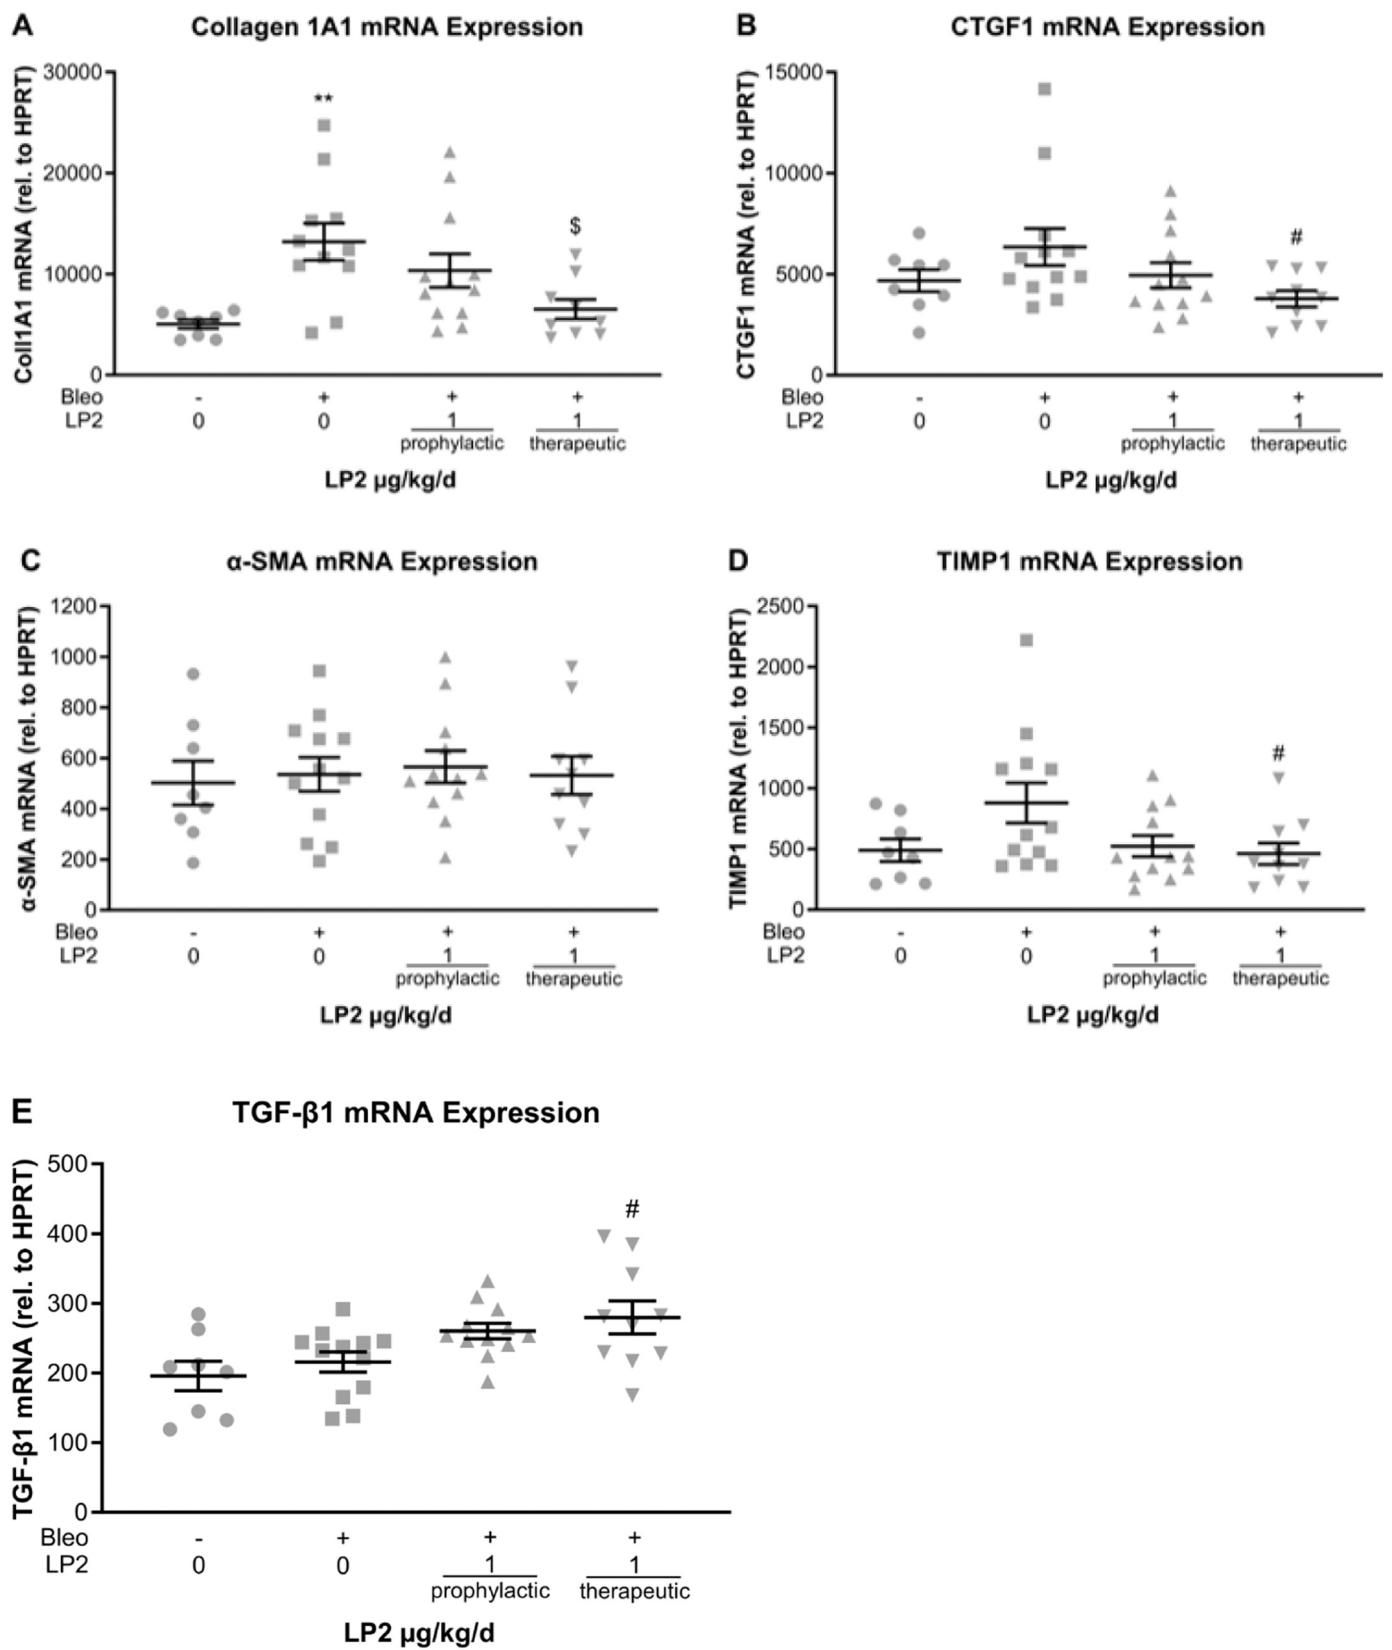 A
Collagen 1A1 mRNA Expression
Coll1A1 mRNA (rel. to HPRT)
30000
20000
10000
0
**
$
Bleo - + + +
LP2 0 0 1 1
prophylactic therapeutic
LP2 µg/kg/d
B
CTGF1 mRNA Expression
CTGF1 mRNA (rel. to HPRT)
15000
10000
5000
0
#
Bleo - + + +
LP2 0 0 1 1
prophylactic therapeutic
LP2 µg/kg/d
C
α-SMA mRNA Expression
α-SMA mRNA (rel. to HPRT)
1200
1000
800
600
400
200
0
Bleo - + + +
LP2 0 0 1 1
prophylactic therapeutic
LP2 µg/kg/d
D
TIMP1 mRNA Expression
TIMP1 mRNA (rel. to HPRT)
2500
2000
1500
1000
500
0
#
Bleo - + + +
LP2 0 0 1 1
prophylactic therapeutic
LP2 µg/kg/d
E
TGF-β1 mRNA Expression
TGF-β1 mRNA (rel. to HPRT)
500
400
300
200
100
0
#
Bleo - + + +
LP2 0 0 1 1
prophylactic therapeutic
LP2 µg/kg/d